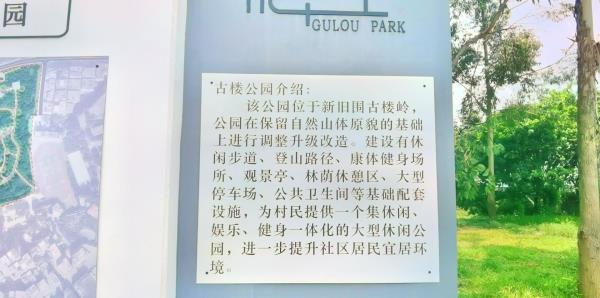 园
GULOU PARK
古楼公园介绍:
该公园位于新旧围古楼岭，
公园在保留自然山体原貌的基础
上进行调整升级改造。建设有休
闲步道、登山路径、康体健身场
所、观景亭、林荫休憩区、大型
停车场、公共卫生间等基础配套
设施，为村民提供一个集休闲、
娱乐、健身一体化的大型休闲公
园，进一步提升社区居民宜居环
境。